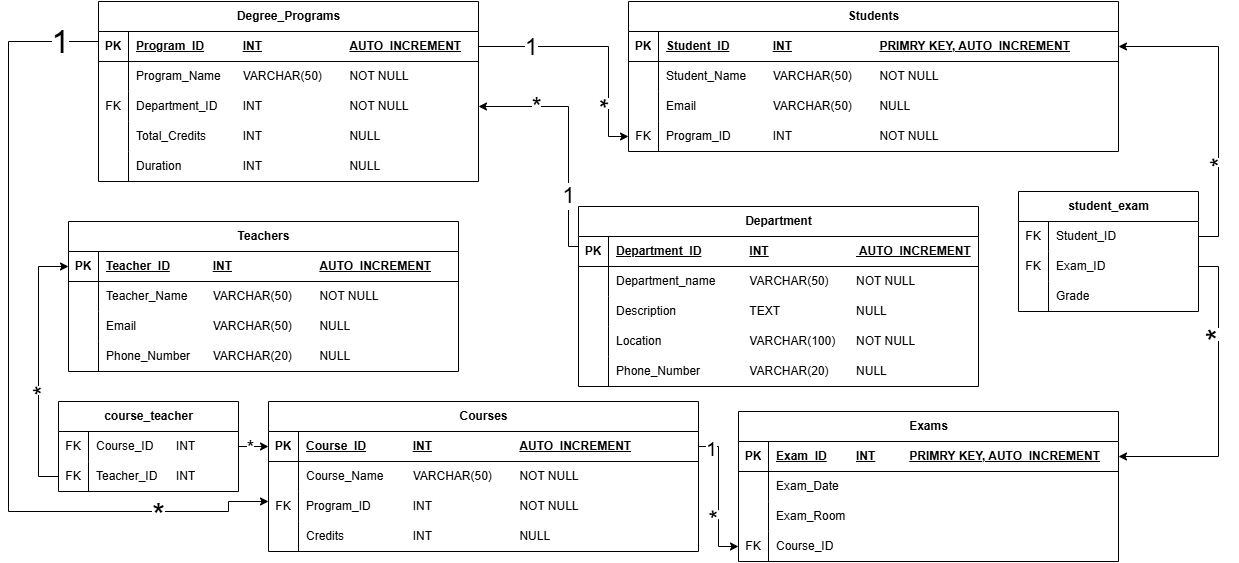 Degree_Programs
PK Program_ID INT AUTO_INCREMENT
Program_Name VARCHAR(50) NOT NULL
FK Department_ID INT NOT NULL
Total_Credits INT NULL
Duration INT NULL
1
1
*
Students
PK Student_ID INT PRIMRY KEY, AUTO_INCREMENT
Student_Name VARCHAR(50) NOT NULL
Email VARCHAR(50) NULL
FK Program_ID INT NOT NULL
*
1
*
student_exam
FK Student_ID
FK Exam_ID
Grade
*
Teachers
PK Teacher_ID INT AUTO_INCREMENT
Teacher_Name VARCHAR(50) NOT NULL
Email VARCHAR(50) NULL
Phone_Number VARCHAR(20) NULL
Department
PK Department_ID INT AUTO_INCREMENT
Department_name VARCHAR(50) NOT NULL
Description TEXT NULL
Location VARCHAR(100) NOT NULL
Phone_Number VARCHAR(20) NULL
*
course_teacher
FK Course_ID INT
FK Teacher_ID INT
*
*
Courses
PK Course_ID INT AUTO_INCREMENT
Course_Name VARCHAR(50) NOT NULL
FK Program_ID INT NOT NULL
Credits INT NULL
1
*
Exams
PK Exam_ID INT PRIMRY KEY, AUTO_INCREMENT
Exam_Date
Exam_Room
FK Course_ID